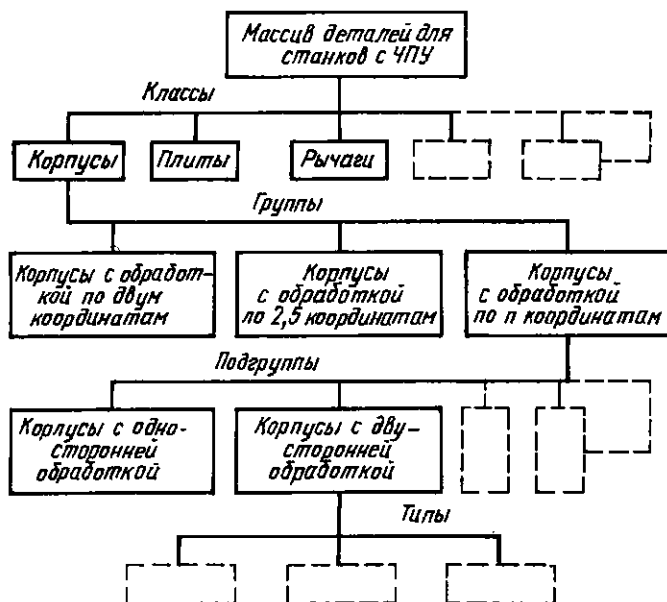 Массив деталей для
станков с ЧПУ
Классы
Корпусы
Плиты
Рычаги
Группы
Корпусы с обработ-
кой по двум
координатам
Корпусы
с обработкой
ло 2,5 координатам
Корпусы
с обработкой
по n координатам
Подгруппы
Корпусы с одно-
сторонней
обработкой
Корпусы с дву-
сторонней
обработкой
Типы